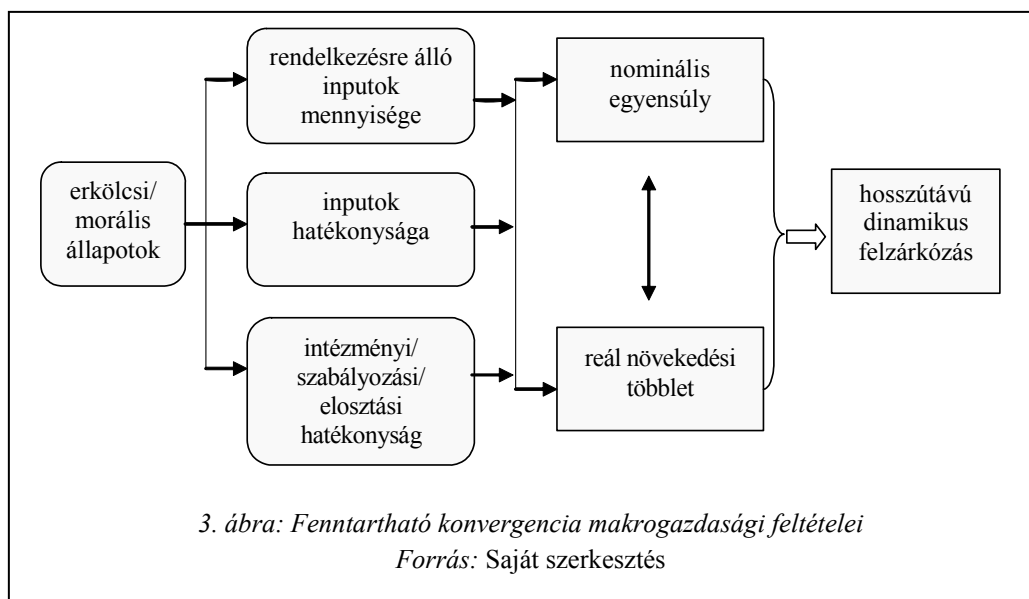 erkölcsi/
morális
állapotok
rendelkezésre álló
inputok
mennyisége
inputok
hatékonysága
intézményi/
szabályozási/
elosztási
hatékonyság
nominális
egyensúly
reál növekedési
többlet
hosszútávú
dinamikus
felzárkózás
3. ábra: Fenntartható konvergencia makrogazdasági feltételei
Forrás: Saját szerkesztés